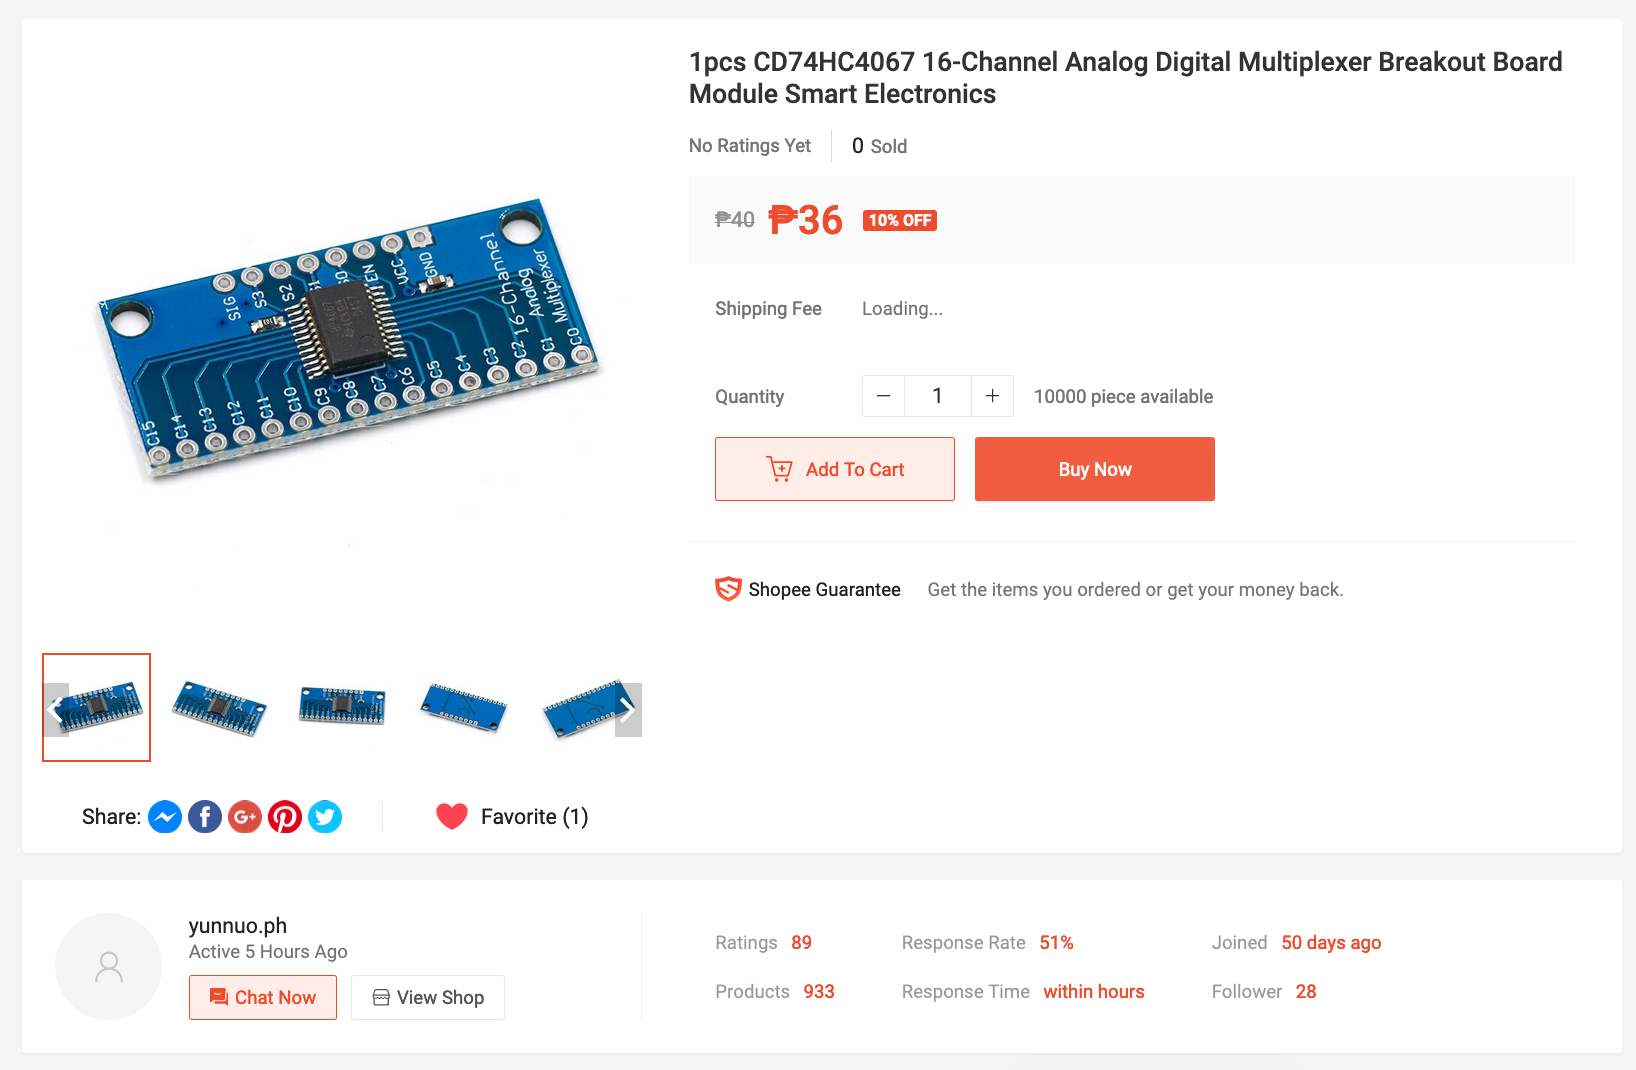 1pcs CD74HC4067 16-Channel Analog Digital Multiplexer Breakout Board
Module Smart Electronics
No Ratings Yet
0 Sold
₱40 ₱36 10% OFF
Shipping Fee Loading...
Quantity − 1 + 10000 piece available
Add To Cart
Buy Now
Shopee Guarantee Get the items you ordered or get your money back.
SIG S3 S2 S1 S0 EN VCC GND
16-Channel
Analog
Multiplexer
C15 C14 C13 C12 C11 C10 C9 C8 C7 C6 C5 C4 C3 C2 C1 C0
Share:
Favorite (1)
yunnuo.ph
Active 5 Hours Ago
Chat Now
View Shop
Ratings 89 Response Rate 51% Joined 50 days ago
Products 933 Response Time within hours Follower 28